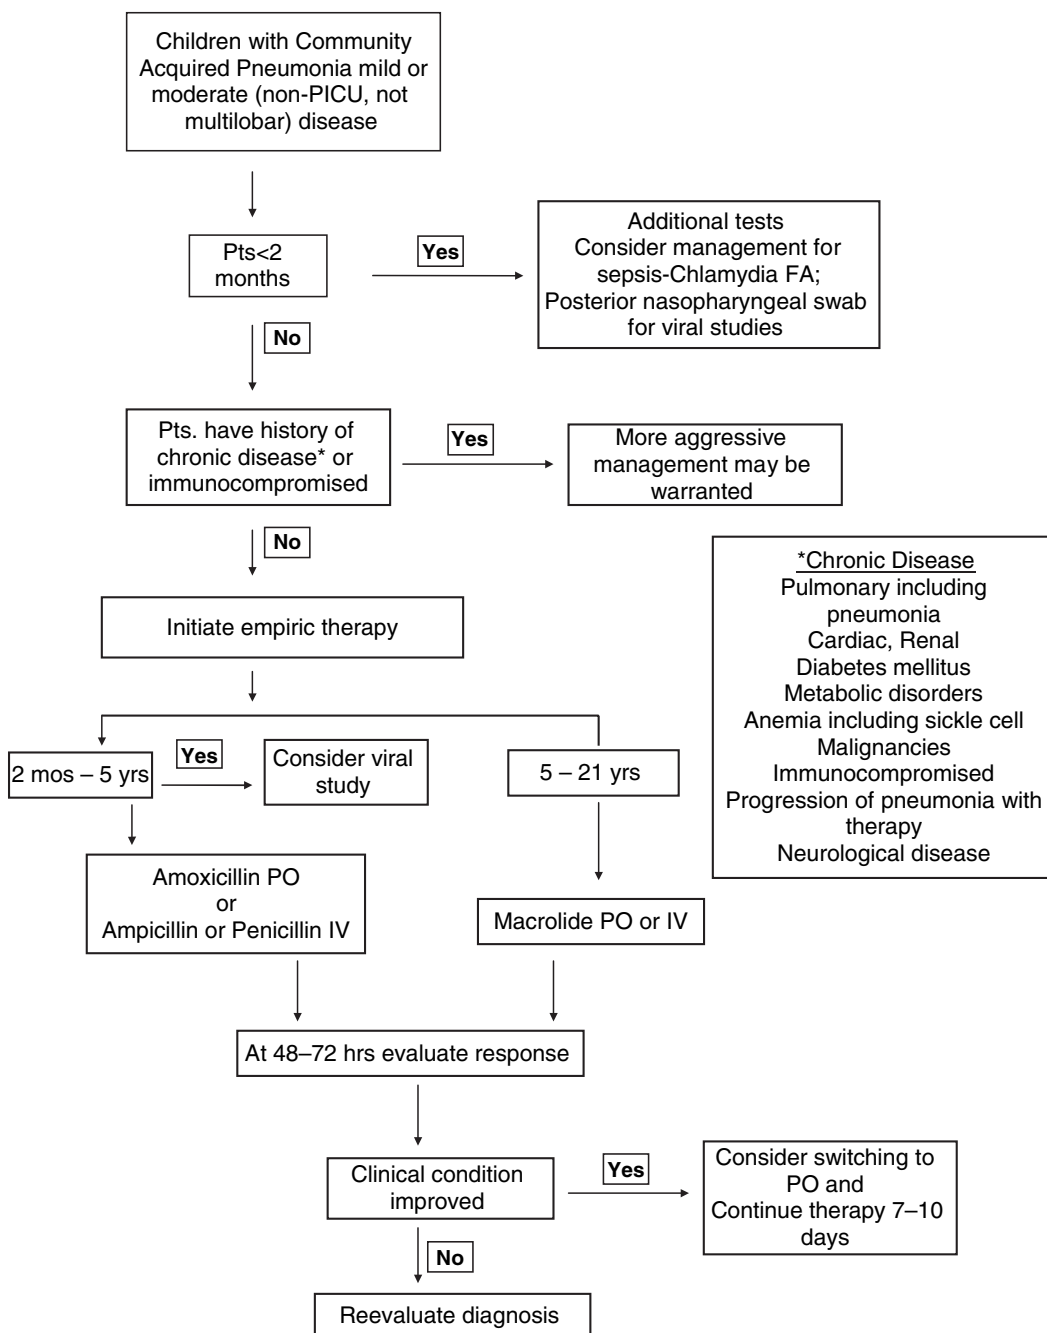 Children with Community
Acquired Pneumonia mild or
moderate (non-PICU, not
multilobar) disease
Pts<2
months
Yes
Additional tests
Consider management for
sepsis-Chlamydia FA;
Posterior nasopharyngeal swab
for viral studies
No
Pts. have history of
chronic disease* or
immunocompromised
Yes
More aggressive
management may be
warranted
No
Initiate empiric therapy
*Chronic Disease
Pulmonary including
pneumonia
Cardiac, Renal
Diabetes mellitus
Metabolic disorders
Anemia including sickle cell
Malignancies
Immunocompromised
Progression of pneumonia with
therapy
Neurological disease
2 mos – 5 yrs
Yes
Consider viral
study
5 – 21 yrs
Amoxicillin PO
or
Ampicillin or Penicillin IV
Macrolide PO or IV
At 48–72 hrs evaluate response
Clinical condition
improved
Yes
Consider switching to
PO and
Continue therapy 7–10
days
No
Reevaluate diagnosis